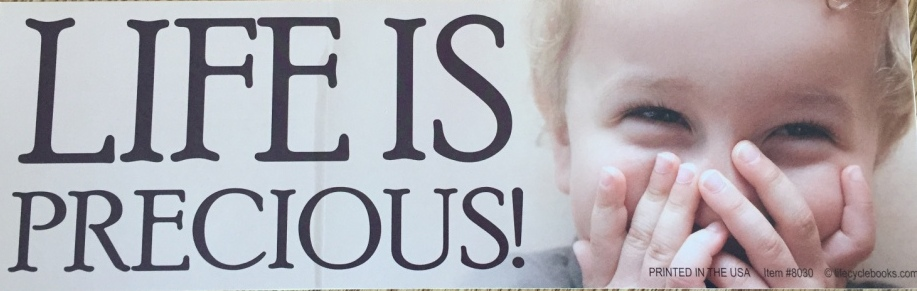 LIFE IS
PRECIOUS!
PRINTED IN THE USA Item #8030 © lifecyclebooks.com